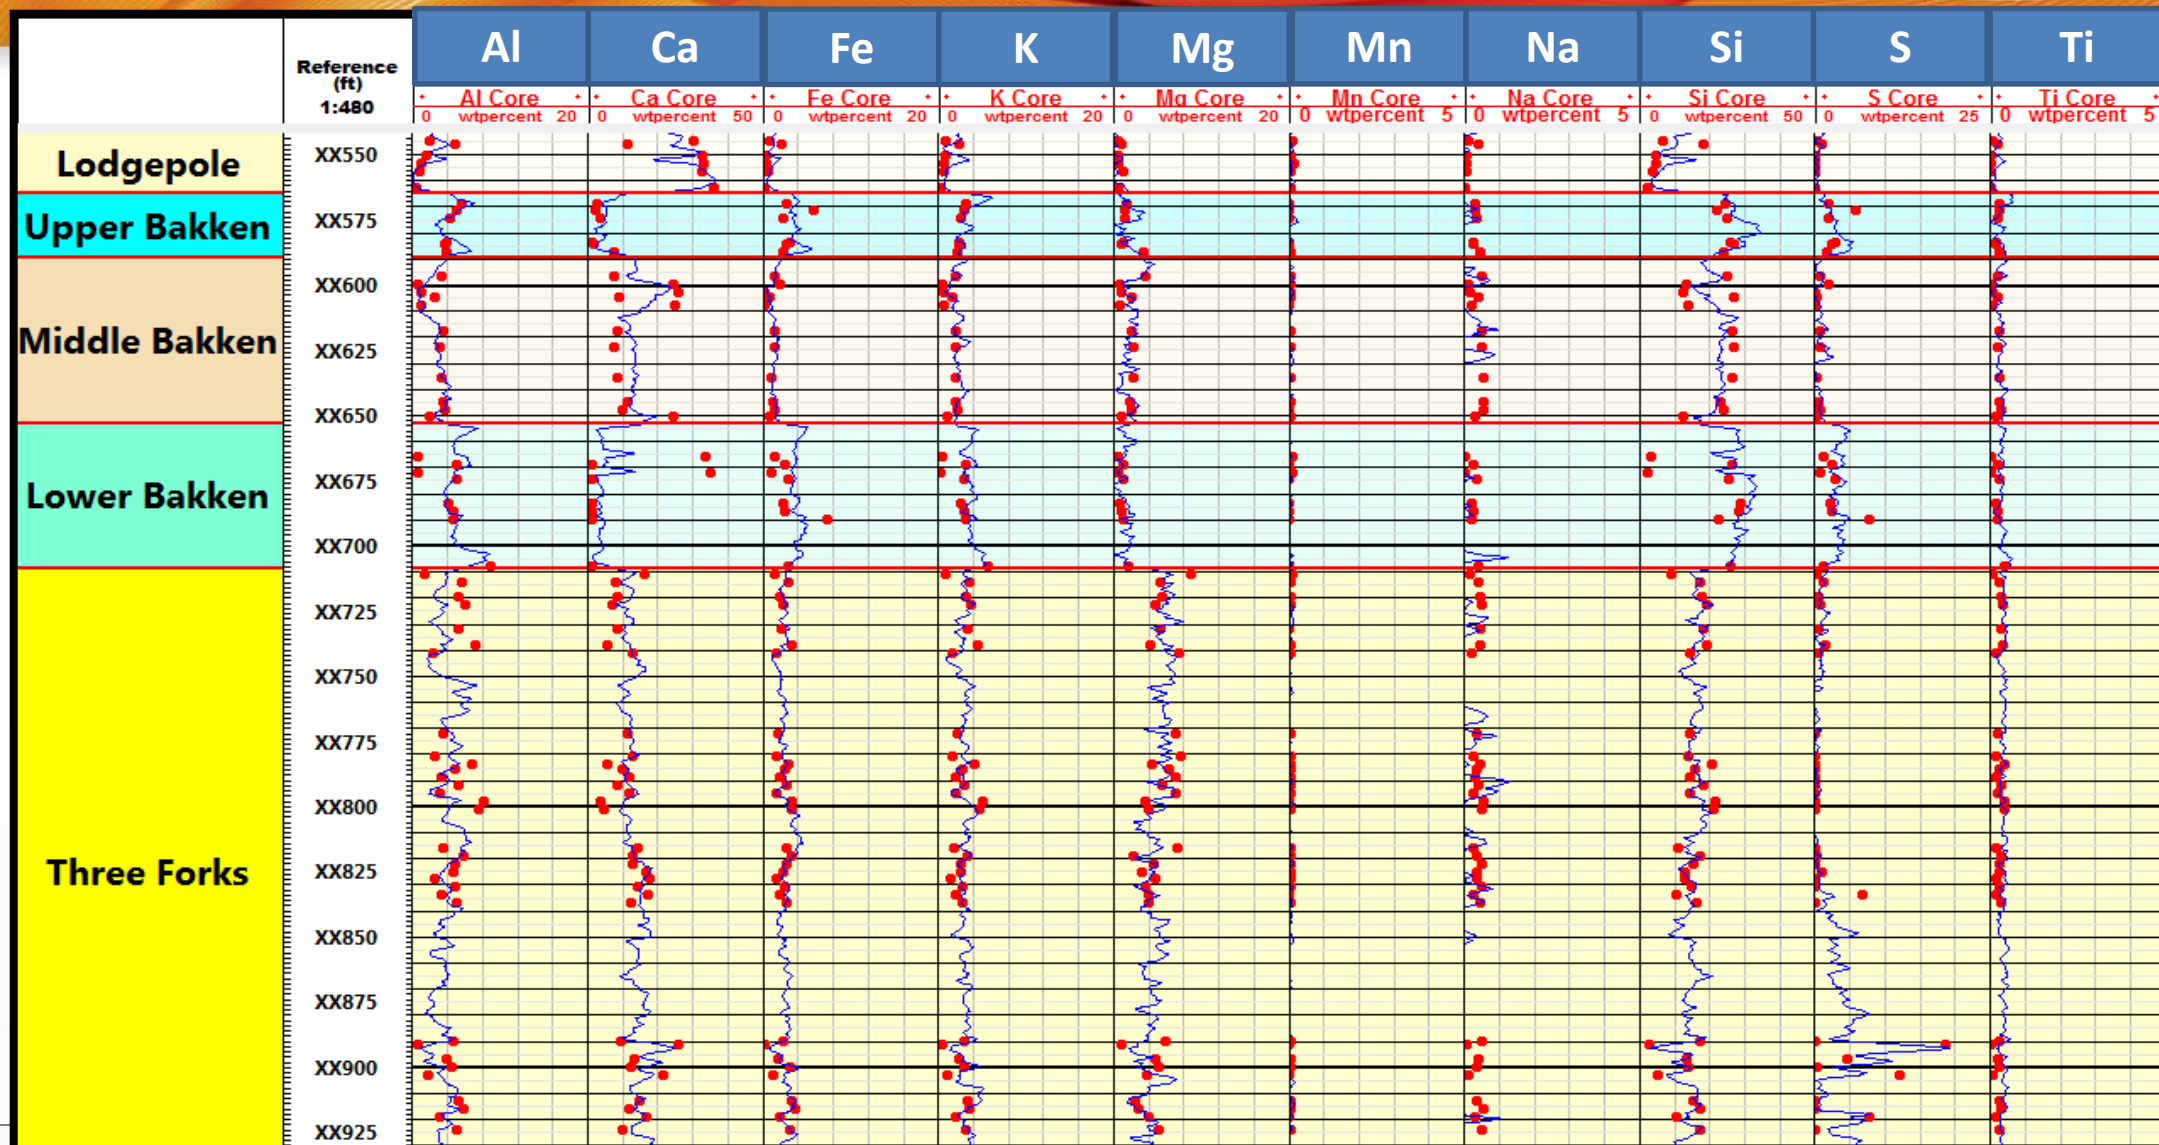 Al Ca Fe K Mg Mn Na Si S Ti
Reference
(ft)
1:480
Al Core Ca Core Fe Core K Core Mg Core Mn Core Na Core Si Core S Core Ti Core
0 wtpercent 20 0 wtpercent 50 0 wtpercent 20 0 wtpercent 20 0 wtpercent 20 0 wtpercent 5 0 wtpercent 5 0 wtpercent 50 0 wtpercent 25 0 wtpercent 5
Lodgepole
XX550
Upper Bakken
XX575
XX600
Middle Bakken
XX625
XX650
Lower Bakken
XX675
XX700
XX725
XX750
XX775
XX800
Three Forks
XX825
XX850
XX875
XX900
XX925